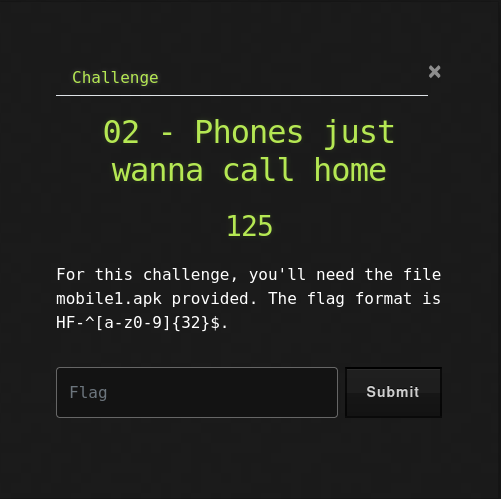 Challenge
×
02 - Phones just
wanna call home
125
For this challenge, you'll need the file
mobile1.apk provided. The flag format is
HF-^[a-z0-9]{32}$.
Flag
Submit